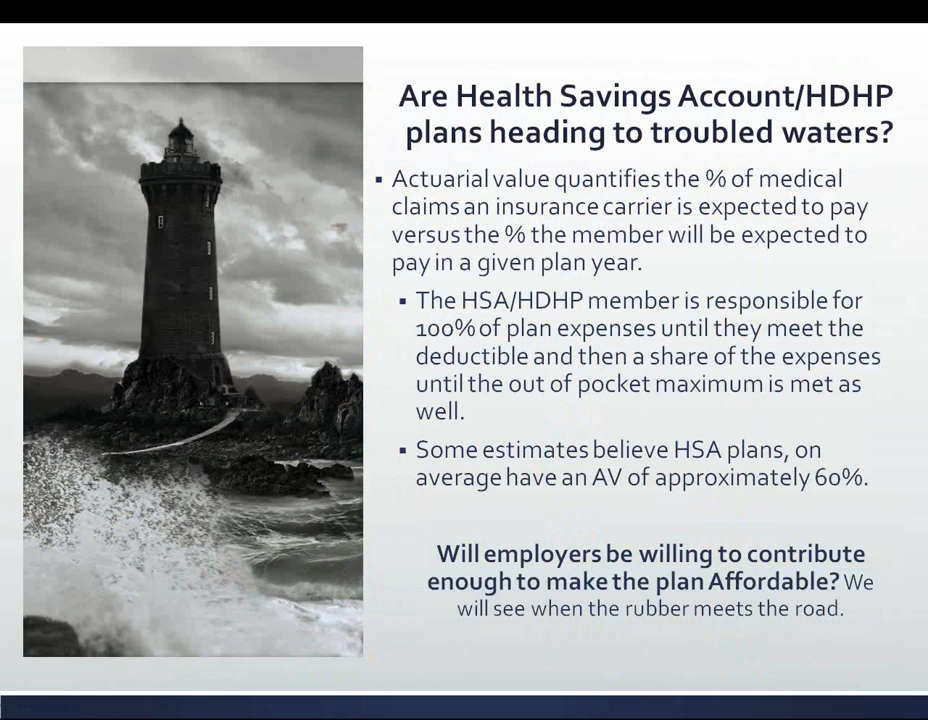 Are Health Savings Account/HDHP
plans heading to troubled waters?
▪ Actuarial value quantifies the % of medical
claims an insurance carrier is expected to pay
versus the % the member will be expected to
pay in a given plan year.
▪ The HSA/HDHP member is responsible for
100% of plan expenses until they meet the
deductible and then a share of the expenses
until the out of pocket maximum is met as
well.
▪ Some estimates believe HSA plans, on
average have an AV of approximately 60%.
Will employers be willing to contribute
enough to make the plan Affordable? We
will see when the rubber meets the road.